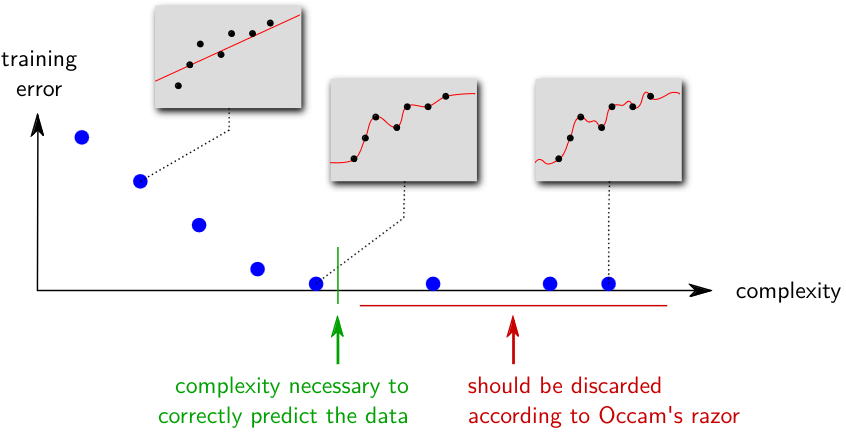 training
error
complexity
complexity necessary to
correctly predict the data
should be discarded
according to Occam's razor